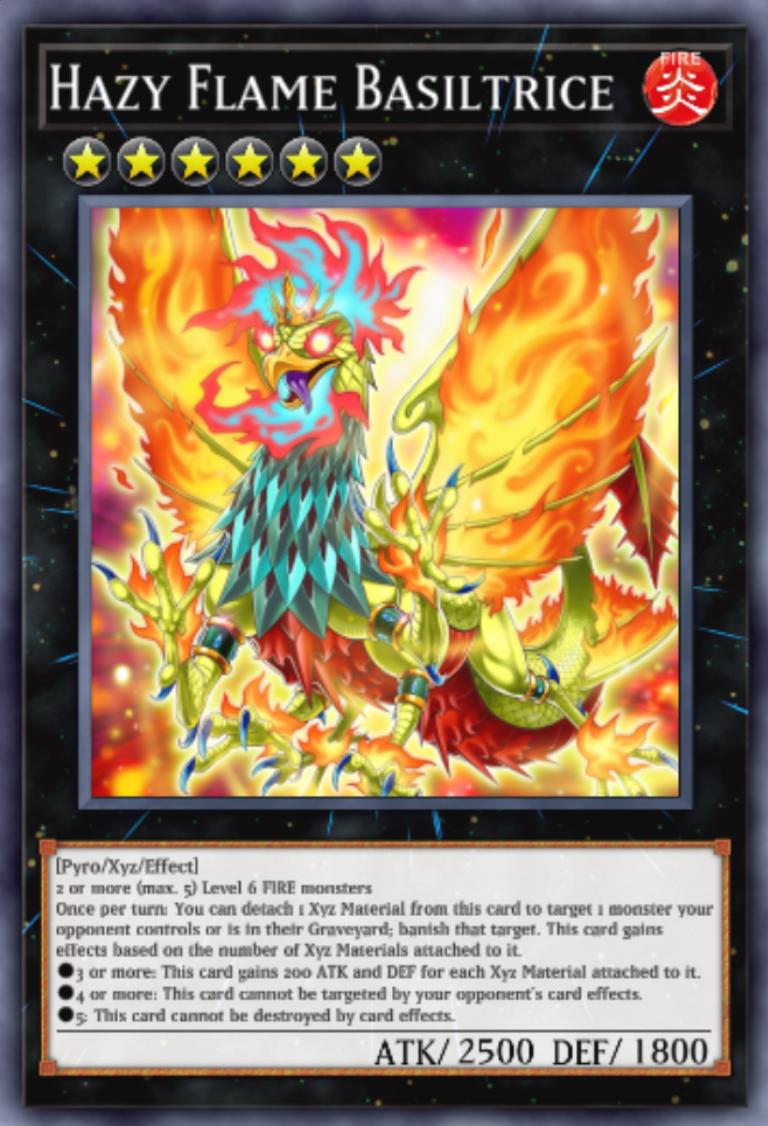 Hazy Flame Basiltrice
FIRE
炎
[Pyro/Xyz/Effect]
2 or more (max. 5) Level 6 FIRE monsters
Once per turn: You can detach 1 Xyz Material from this card to target 1 monster your
opponent controls or is in their Graveyard; banish that target. This card gains
effects based on the number of Xyz Materials attached to it.
●3 or more: This card gains 200 ATK and DEF for each Xyz Material attached to it.
●4 or more: This card cannot be targeted by your opponent's card effects.
●5: This card cannot be destroyed by card effects.
ATK/ 2500 DEF/ 1800